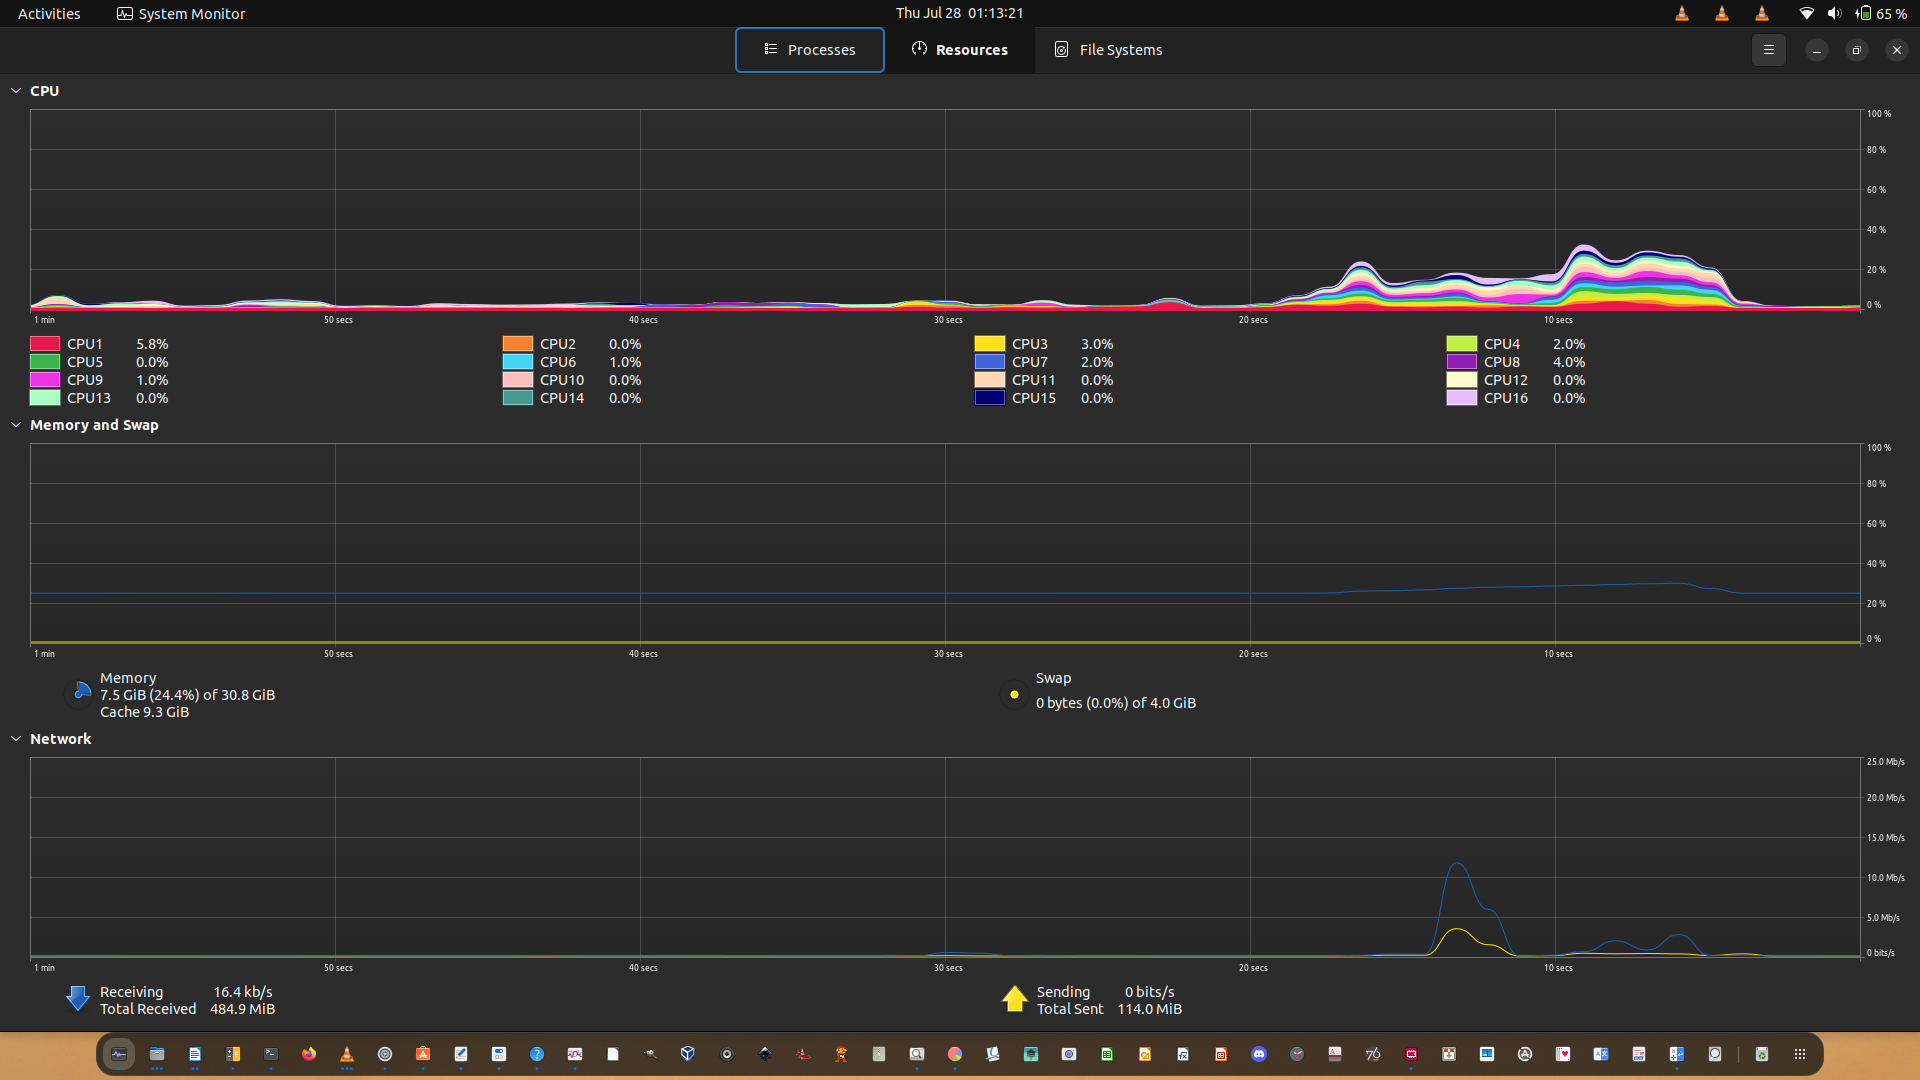 Activities System Monitor Thu Jul 28 01:13:21 65 %
Processes Resources File Systems
CPU
100 %
80 %
60 %
40 %
20 %
0 %
1 min 50 secs 40 secs 30 secs 20 secs 10 secs
CPU1 5.8% CPU2 0.0% CPU3 3.0% CPU4 2.0%
CPU5 0.0% CPU6 1.0% CPU7 2.0% CPU8 4.0%
CPU9 1.0% CPU10 0.0% CPU11 0.0% CPU12 0.0%
CPU13 0.0% CPU14 0.0% CPU15 0.0% CPU16 0.0%
Memory and Swap
100 %
80 %
60 %
40 %
20 %
0 %
1 min 50 secs 40 secs 30 secs 20 secs 10 secs
Memory
7.5 GiB (24.4%) of 30.8 GiB
Cache 9.3 GiB
Swap
0 bytes (0.0%) of 4.0 GiB
Network
25.0 Mb/s
20.0 Mb/s
15.0 Mb/s
10.0 Mb/s
5.0 Mb/s
0 bits/s
1 min 50 secs 40 secs 30 secs 20 secs 10 secs
Receiving 16.4 kb/s
Total Received 484.9 MiB
Sending 0 bits/s
Total Sent 114.0 MiB